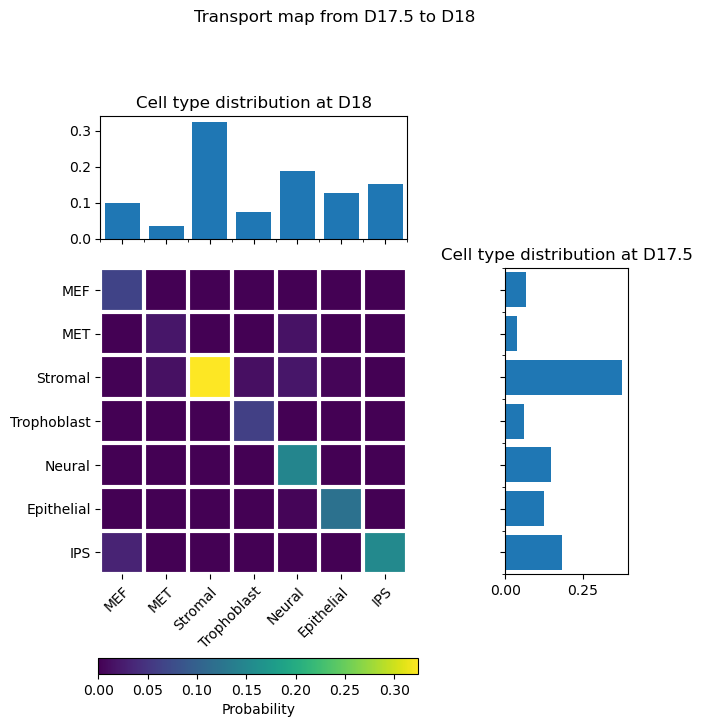 Transport map from D17.5 to D18
Cell type distribution at D18
0.3
0.2
0.1
0.0
Cell type distribution at D17.5
MEF
MET
Stromal
Trophoblast
Neural
Epithelial
IPS
0.00 0.25
MEF MET Stromal Trophoblast Neural Epithelial IPS
0.00 0.05 0.10 0.15 0.20 0.25 0.30
Probability